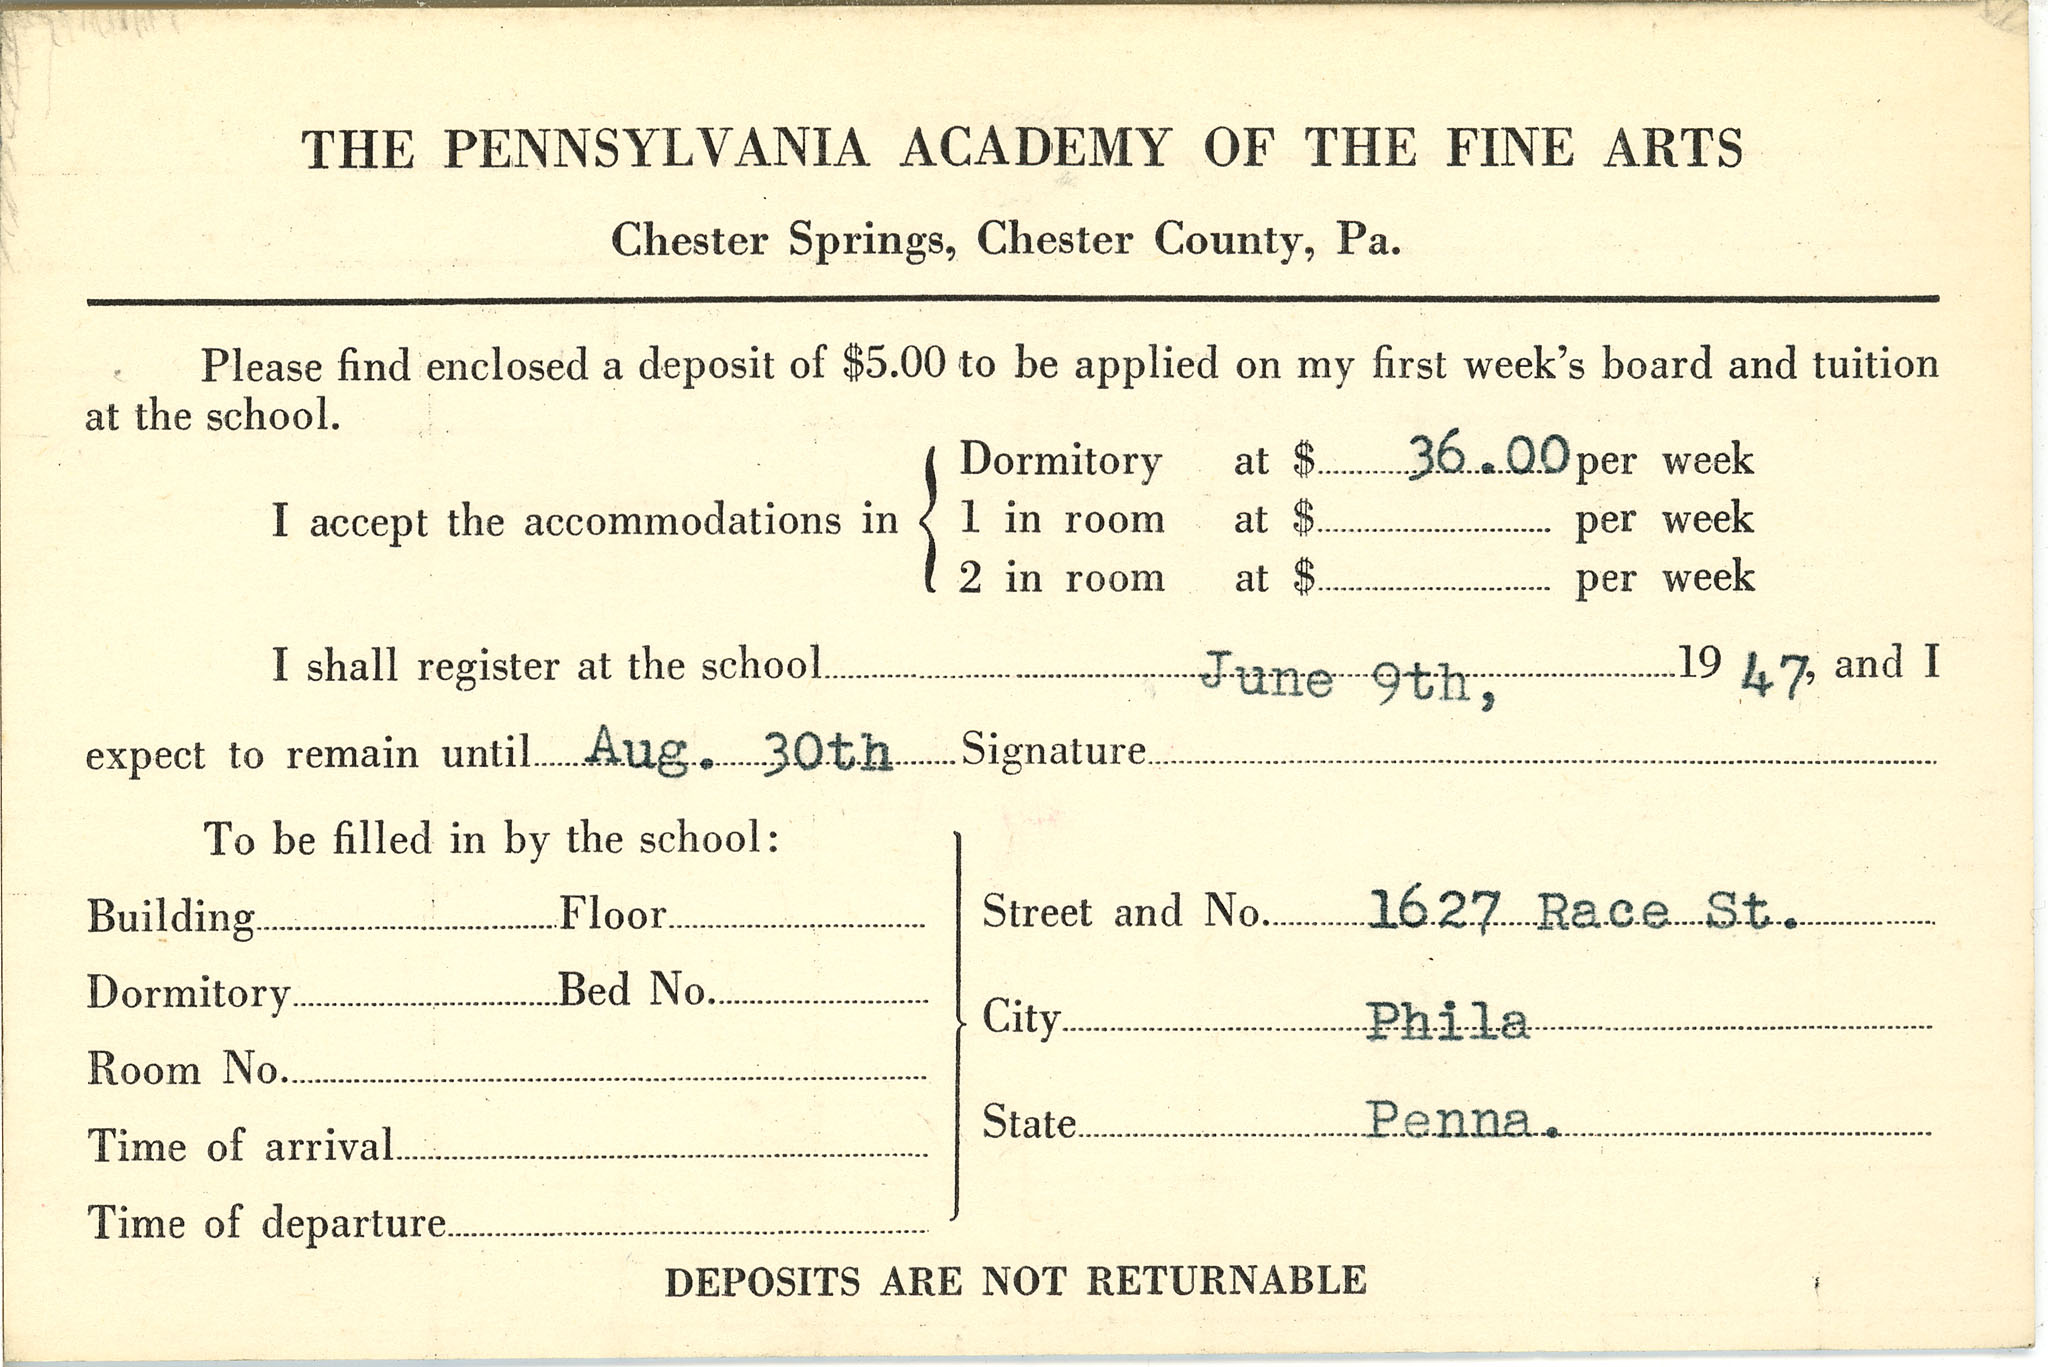 THE PENNSYLVANIA ACADEMY OF THE FINE ARTS
Chester Springs, Chester County, Pa.
Please find enclosed a deposit of $5.00 to be applied on my first week's board and tuition
at the school.
Dormitory at $ 36.00 per week
I accept the accommodations in { 1 in room at $ per week
2 in room at $ per week
I shall register at the school June 9th, 19 47, and I
expect to remain until Aug. 30th Signature
To be filled in by the school:
Building Floor
Dormitory Bed No.
Room No.
Time of arrival
Time of departure
Street and No. 1627 Race St.
City Phila
State Penna.
DEPOSITS ARE NOT RETURNABLE